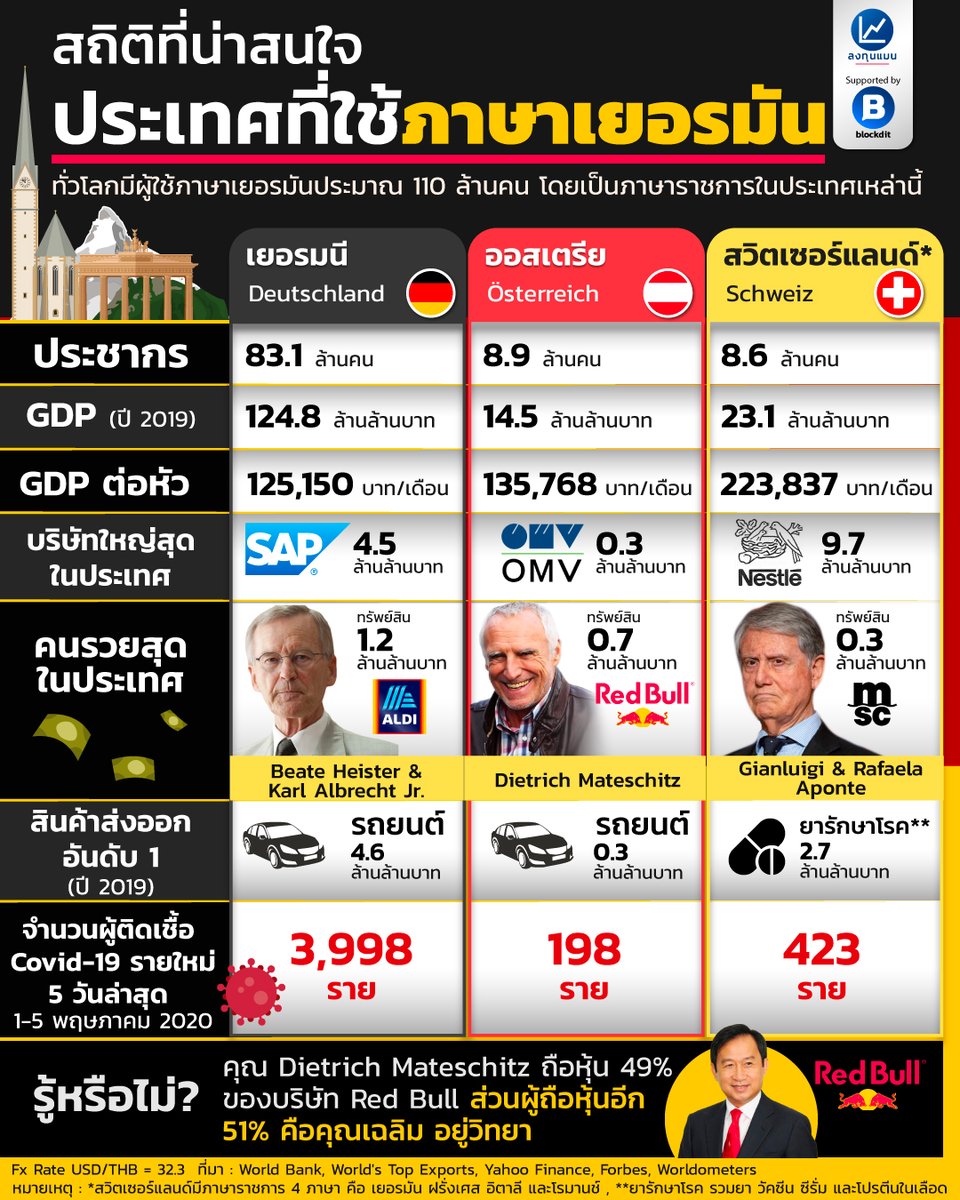 สถิติที่น่าสนใจ
ประเทศที่ใช้ภาษาเยอรมัน
ลงทุนแมน
Supported by
B
blockdit
ทั่วโลกมีผู้ใช้ภาษาเยอรมันประมาณ 110 ล้านคน โดยเป็นภาษาราชการในประเทศเหล่านี้
เยอรมนี
Deutschland
ออสเตรีย
Österreich
สวิตเซอร์แลนด์*
Schweiz
ประชากร
83.1 ล้านคน
8.9 ล้านคน
8.6 ล้านคน
GDP (ปี 2019)
124.8 ล้านล้านบาท
14.5 ล้านล้านบาท
23.1 ล้านล้านบาท
GDP ต่อหัว
125,150 บาท/เดือน
135,768 บาท/เดือน
223,837 บาท/เดือน
บริษัทใหญ่สุด
ในประเทศ
SAP
4.5
ล้านล้านบาท
OMV
OMV
0.3
ล้านล้านบาท
Nestlé
9.7
ล้านล้านบาท
คนรวยสุด
ในประเทศ
ทรัพย์สิน
1.2
ล้านล้านบาท
ALDI
Beate Heister &
Karl Albrecht Jr.
ทรัพย์สิน
0.7
ล้านล้านบาท
Red Bull
Dietrich Mateschitz
ทรัพย์สิน
0.3
ล้านล้านบาท
m
sc
Gianluigi & Rafaela
Aponte
สินค้าส่งออก
อันดับ 1
(ปี 2019)
รถยนต์
4.6
ล้านล้านบาท
รถยนต์
0.3
ล้านล้านบาท
ยารักษาโรค**
2.7
ล้านล้านบาท
จำนวนผู้ติดเชื้อ
Covid-19 รายใหม่
5 วันล่าสุด
1-5 พฤษภาคม 2020
3,998
ราย
198
ราย
423
ราย
รู้หรือไม่?
คุณ Dietrich Mateschitz ถือหุ้น 49%
ของบริษัท Red Bull ส่วนผู้ถือหุ้นอีก
51% คือคุณเฉลิม อยู่วิทยา
Red Bull
Fx Rate USD/THB = 32.3 ที่มา : World Bank, World's Top Exports, Yahoo Finance, Forbes, Worldometers
หมายเหตุ : *สวิตเซอร์แลนด์มีภาษาราชการ 4 ภาษา คือ เยอรมัน ฝรั่งเศส อิตาลี และโรมานซ์ , **ยารักษาโรค รวมยา วัคซีน ซีรั่ม และโปรตีนในเลือด